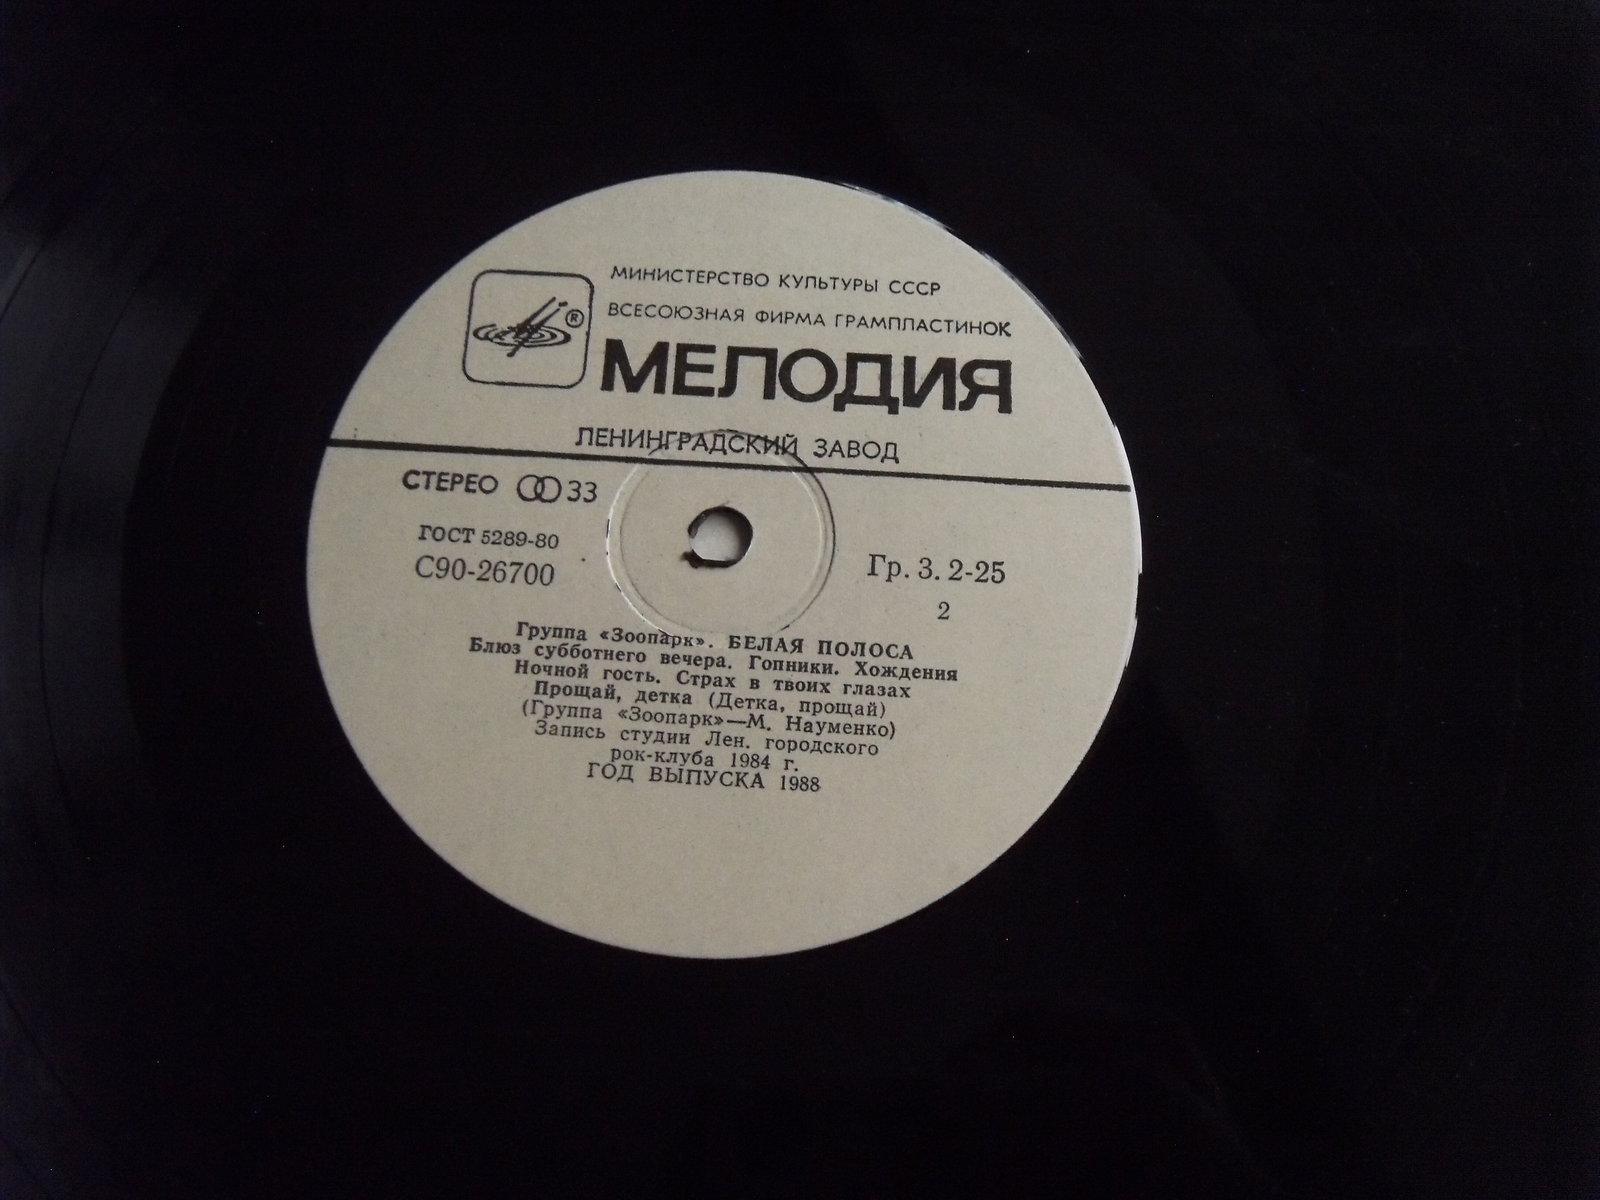 МИНИСТЕРСТВО КУЛЬТУРЫ СССР
ВСЕСОЮЗНАЯ ФИРМА ГРАМПЛАСТИНОК
®
МЕЛОДИЯ
ЛЕНИНГРАДСКИЙ ЗАВОД
СТЕРЕО 33
ГОСТ 5289-80
С90-26700
Гр. 3. 2-25
2
Группа «Зоопарк». БЕЛАЯ ПОЛОСА
Блюз субботнего вечера. Гопники. Хождения
Ночной гость. Страх в твоих глазах
Прощай, детка (Детка, прощай)
(Группа «Зоопарк»—М. Науменко)
Запись студии Лен. городского
рок-клуба 1984 г.
ГОД ВЫПУСКА 1988